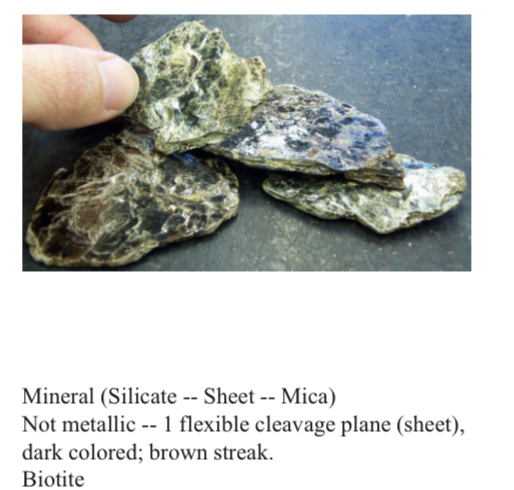 Mineral (Silicate -- Sheet -- Mica)
Not metallic -- 1 flexible cleavage plane (sheet),
dark colored; brown streak.
Biotite